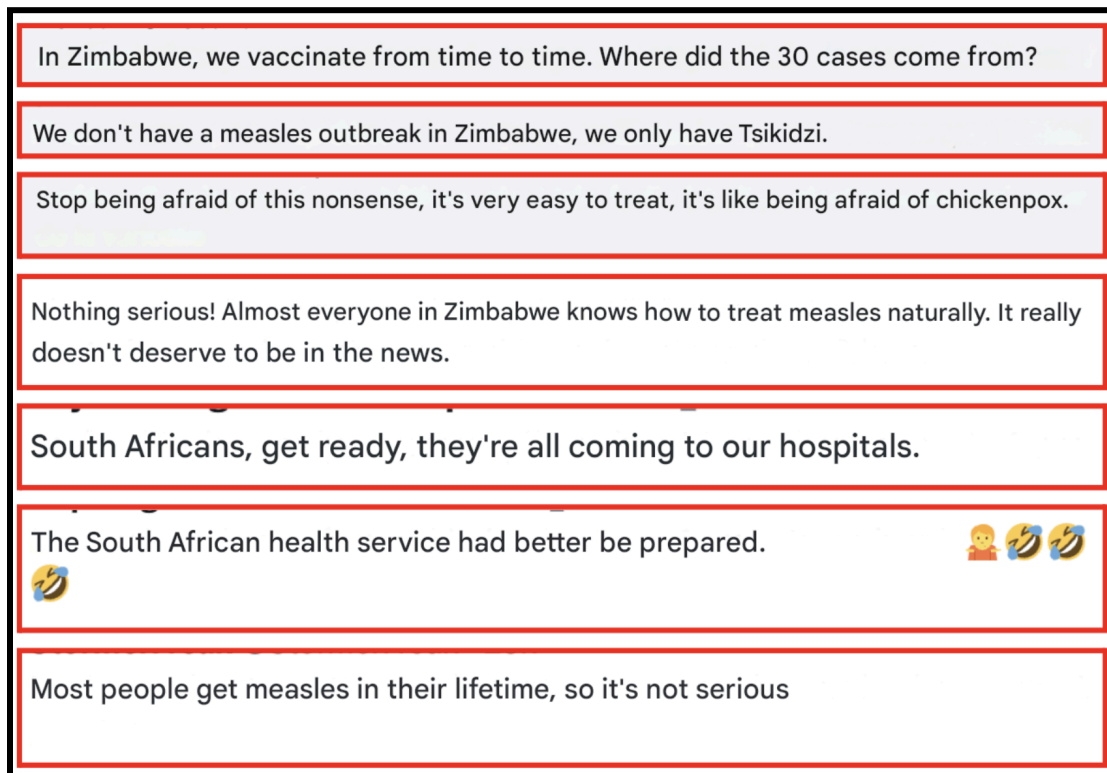 In Zimbabwe, we vaccinate from time to time. Where did the 30 cases come from?
We don't have a measles outbreak in Zimbabwe, we only have Tsikidzi.
Stop being afraid of this nonsense, it's very easy to treat, it's like being afraid of chickenpox.
Nothing serious! Almost everyone in Zimbabwe knows how to treat measles naturally. It really
doesn't deserve to be in the news.
South Africans, get ready, they're all coming to our hospitals.
The South African health service had better be prepared. 🤷🤣🤣
🤣
Most people get measles in their lifetime, so it's not serious